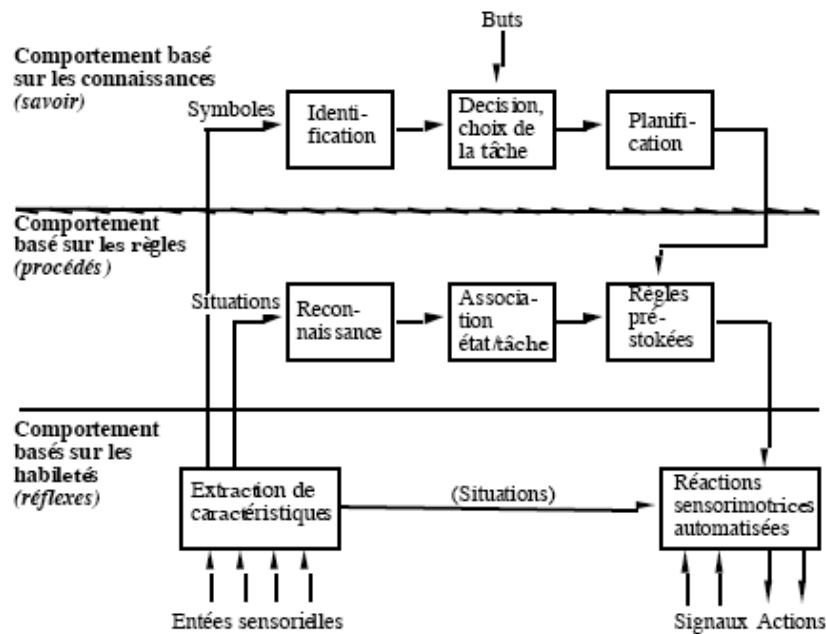 Buts
Comportement basé
sur les connaissances
(savoir)
Symboles
Identi-
fication
Decision,
choix de
la tâche
Planifi-
cation
Comportement
basé sur les règles
(procédés)
Situations
Recon-
naissance
Associa-
tion
état/tâche
Règles
pré-
stokées
Comportement
basés sur les
habiletés
(réflexes)
Extraction de
caractéristiques
(Situations)
Réactions
sensorimotrices
automatisées
Entées sensorielles
Signaux Actions